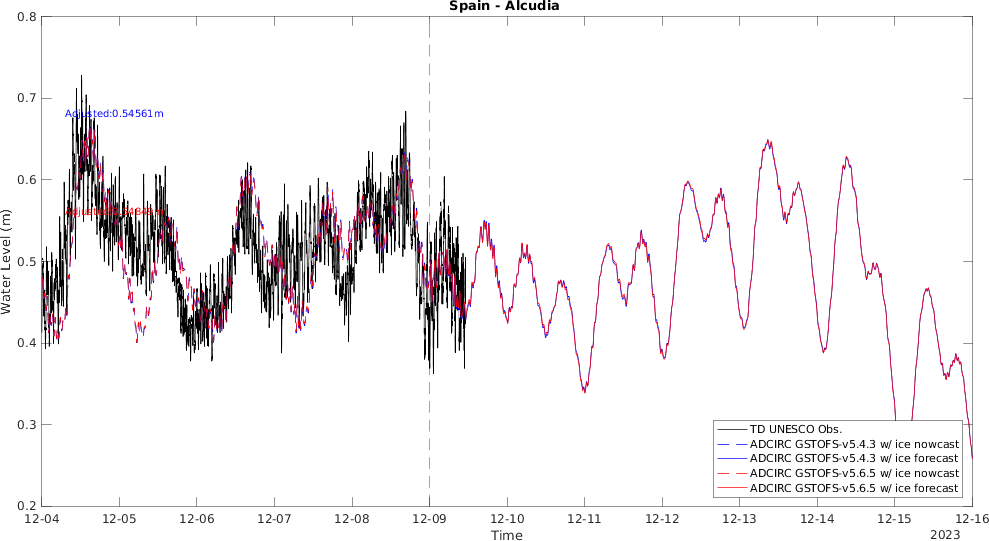 Spain - Alcudia
0.8
0.7
0.6
0.5
0.4
0.3
0.2
Water Level (m)
Adjusted:0.54561m
TD UNESCO Obs.
ADCIRC GSTOFS-v5.4.3 w/ ice nowcast
ADCIRC GSTOFS-v5.4.3 w/ ice forecast
ADCIRC GSTOFS-v5.6.5 w/ ice nowcast
ADCIRC GSTOFS-v5.6.5 w/ ice forecast
12-04 12-05 12-06 12-07 12-08 12-09 12-10 12-11 12-12 12-13 12-14 12-15 12-16
Time
2023